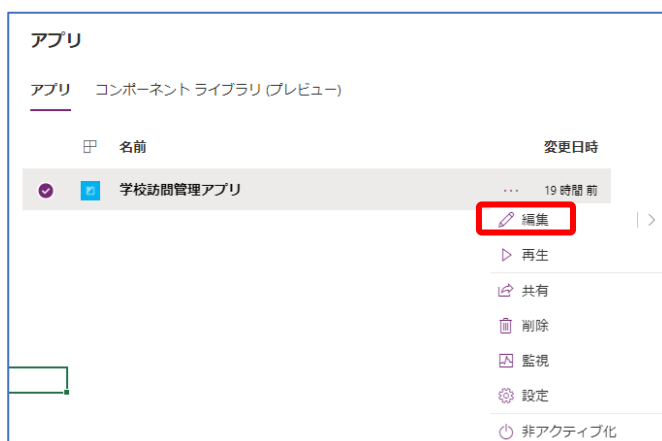 アプリ
アプリ コンポーネント ライブラリ (プレビュー)
名前 変更日時
学校訪問管理アプリ ... 19 時間 前
編集
再生
共有
削除
監視
設定
非アクティブ化